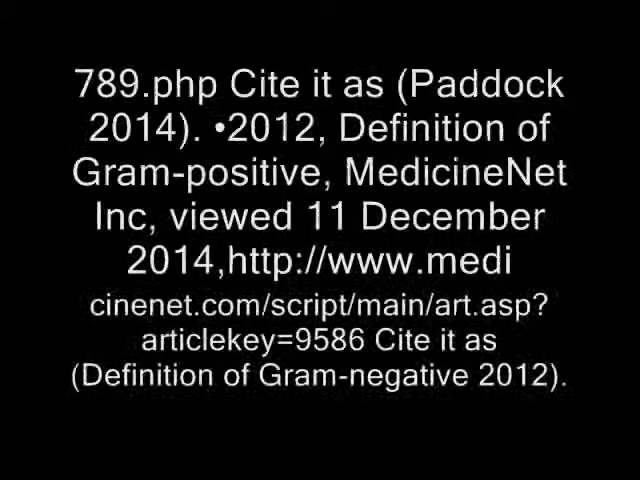 789.php Cite it as (Paddock
2014). •2012, Definition of
Gram-positive, MedicineNet
Inc, viewed 11 December
2014,http://www.medi
cinenet.com/script/main/art.asp?
articlekey=9586 Cite it as
(Definition of Gram-negative 2012).